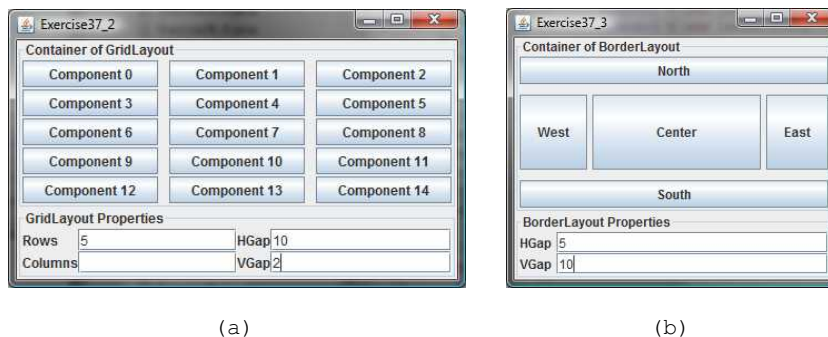 Exercise37_2
Container of GridLayout
Component 0 Component 1 Component 2
Component 3 Component 4 Component 5
Component 6 Component 7 Component 8
Component 9 Component 10 Component 11
Component 12 Component 13 Component 14
GridLayout Properties
Rows 5 HGap 10
Columns VGap 2
(a)
Exercise37_3
Container of BorderLayout
North
West Center East
South
BorderLayout Properties
HGap 5
VGap 10
(b)